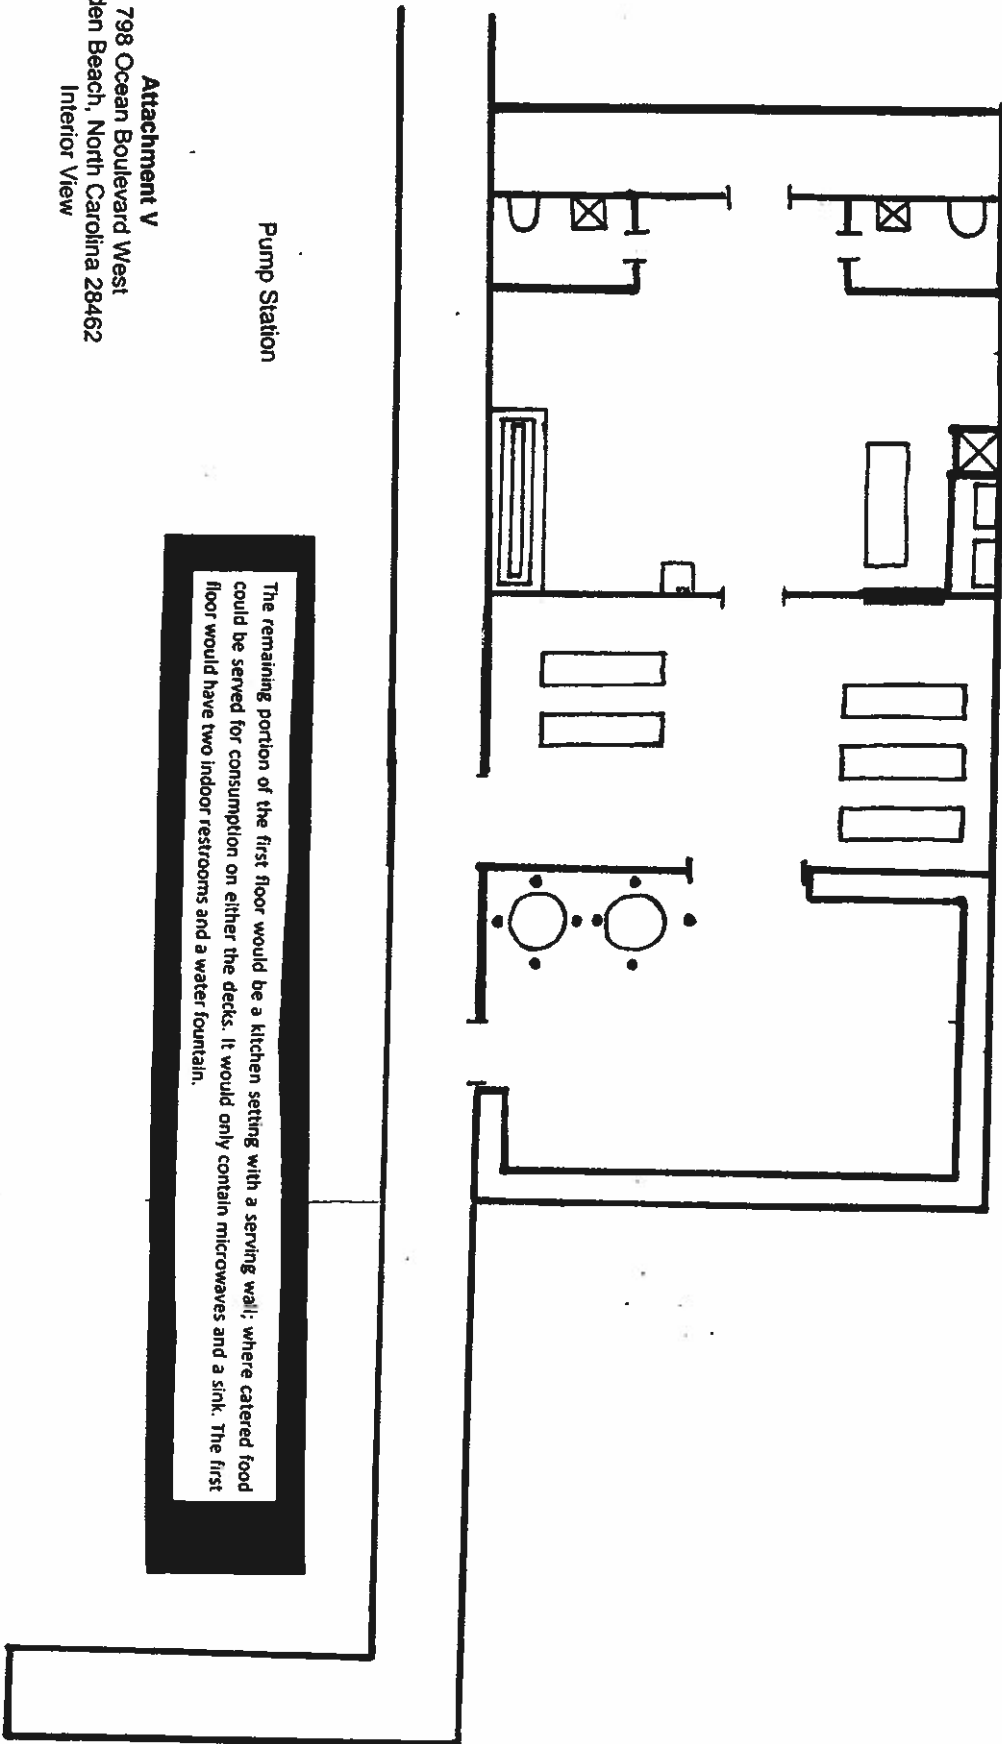 Attachment V
798 Ocean Boulevard West
den Beach, North Carolina 28462
Interior View
Pump Station
The remaining portion of the first floor would be a kitchen setting with a serving wall; where catered food
could be served for consumption on either the decks. It would only contain microwaves and a sink. The first
floor would have two indoor restrooms and a water fountain.